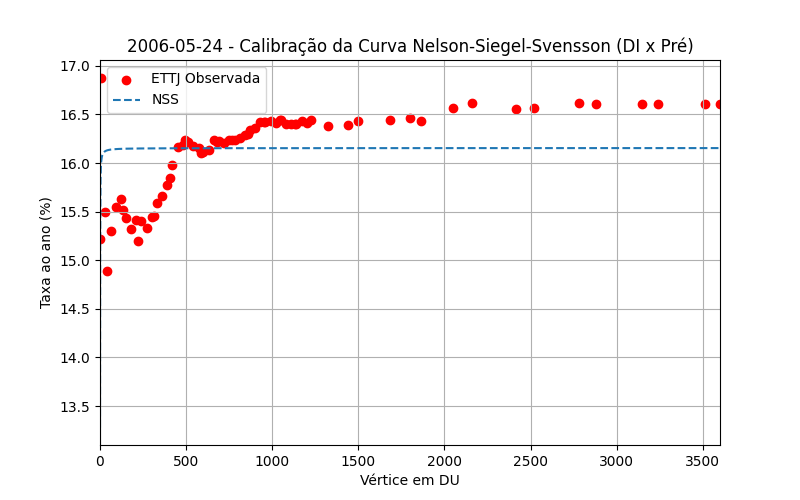 2006-05-24 - Calibração da Curva Nelson-Siegel-Svensson (DI x Pré)
ETTJ Observada
NSS
Taxa ao ano (%)
17.0
16.5
16.0
15.5
15.0
14.5
14.0
13.5
0 500 1000 1500 2000 2500 3000 3500
Vértice em DU